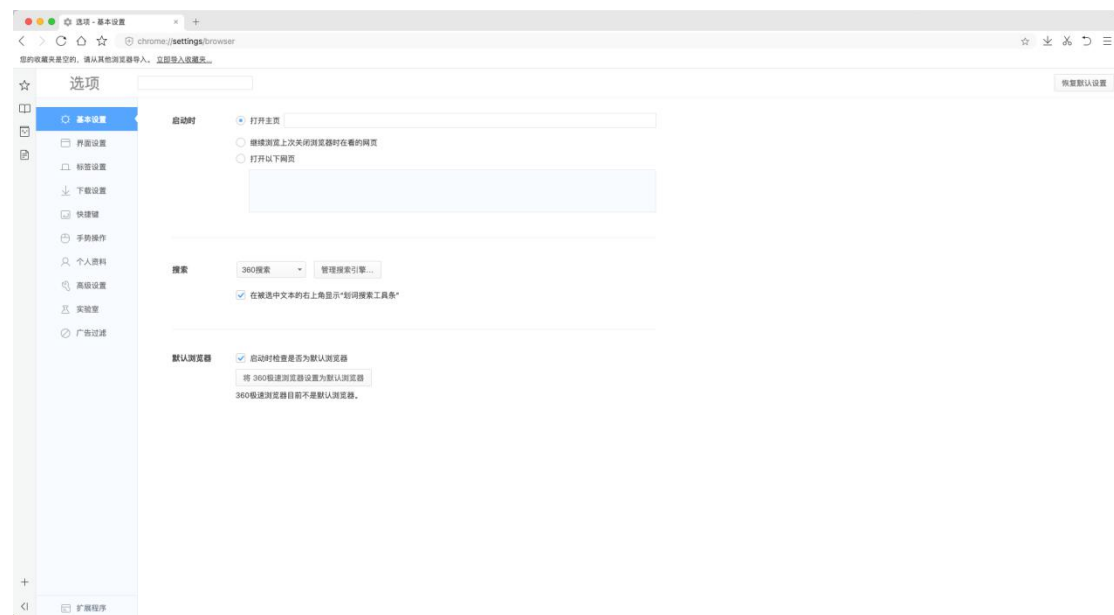 选项 - 基本设置
chrome://settings/browser
您的收藏夹是空的，请从其他浏览器导入。 立即导入收藏夹...
选项
恢复默认设置
基本设置
界面设置
标签设置
下载设置
快捷键
手势操作
个人资料
高级设置
实验室
广告过滤
扩展程序
启动时
打开主页
继续浏览上次关闭浏览器时在看的网页
打开以下网页
搜索
360搜索
管理搜索引擎...
在被选中文本的右上角显示“划词搜索工具条”
默认浏览器
启动时检查是否为默认浏览器
将 360极速浏览器设置为默认浏览器
360极速浏览器目前不是默认浏览器。